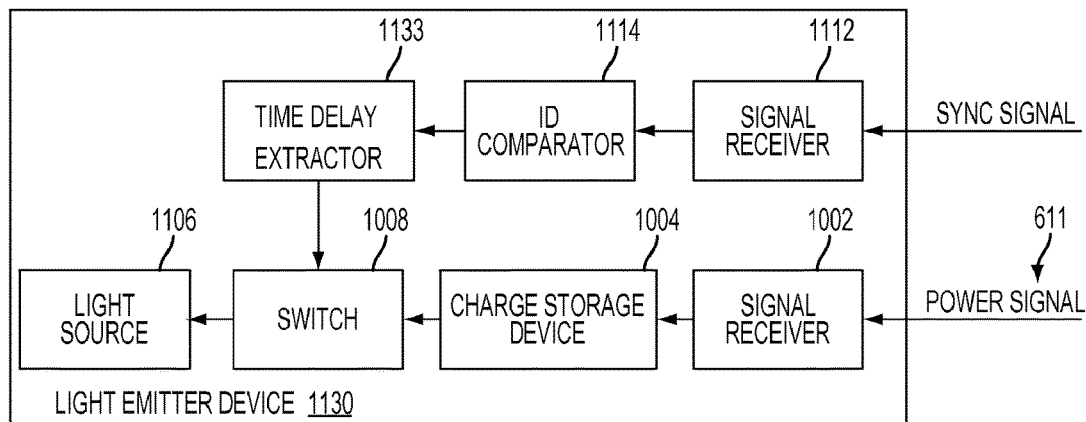 1133
1114
1112
TIME DELAY
EXTRACTOR
ID
COMPARATOR
SIGNAL
RECEIVER
SYNC SIGNAL
1106
1008
1004
1002
611
LIGHT
SOURCE
SWITCH
CHARGE STORAGE
DEVICE
SIGNAL
RECEIVER
POWER SIGNAL
LIGHT EMITTER DEVICE 1130